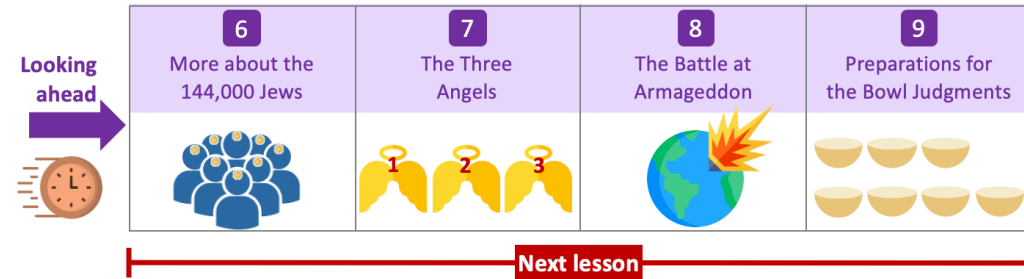 Looking
ahead
6
More about the
144,000 Jews
7
The Three
Angels
8
The Battle at
Armageddon
9
Preparations for
the Bowl Judgments
1
2
3
Next lesson